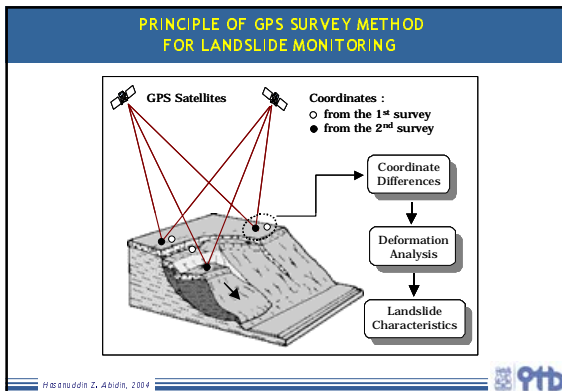 PRINCIPLE OF GPS SURVEY METHOD
FOR LANDSLIDE MONITORING
GPS Satellites
Coordinates :
from the 1st survey
from the 2nd survey
Coordinate
Differences
Deformation
Analysis
Landslide
Characteristics
Hasanuddin Z. Abidin, 2004